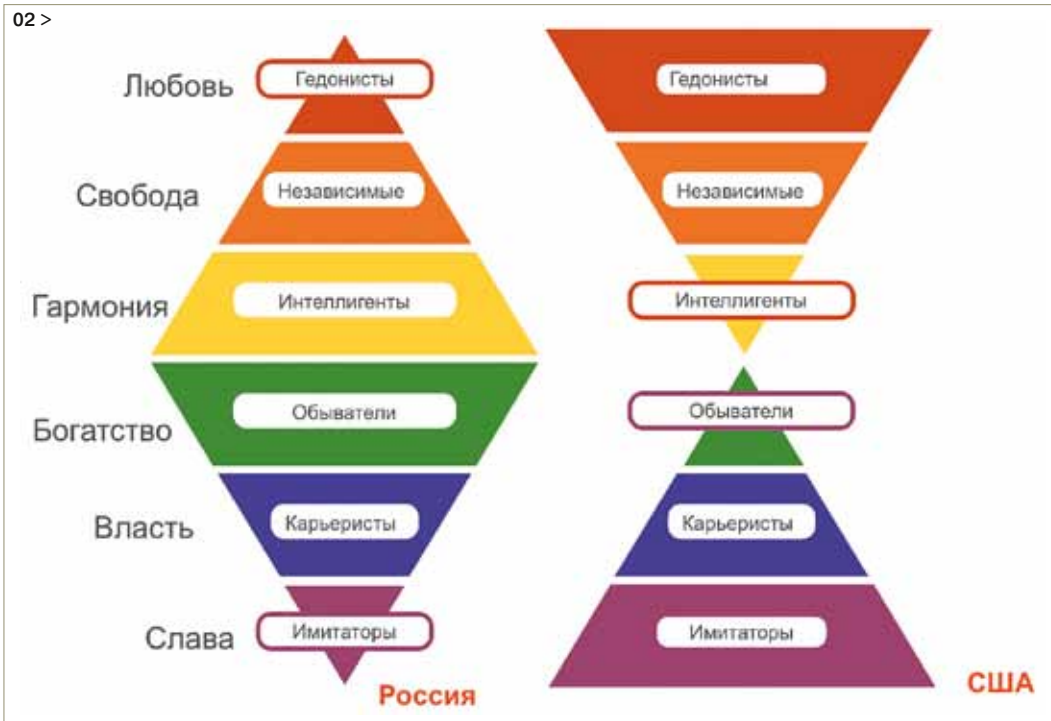 02 >
Любовь
Гедонисты
Гедонисты
Свобода
Независимые
Независимые
Гармония
Интеллигенты
Интеллигенты
Богатство
Обыватели
Обыватели
Власть
Карьеристы
Карьеристы
Слава
Имитаторы
Имитаторы
Россия
США